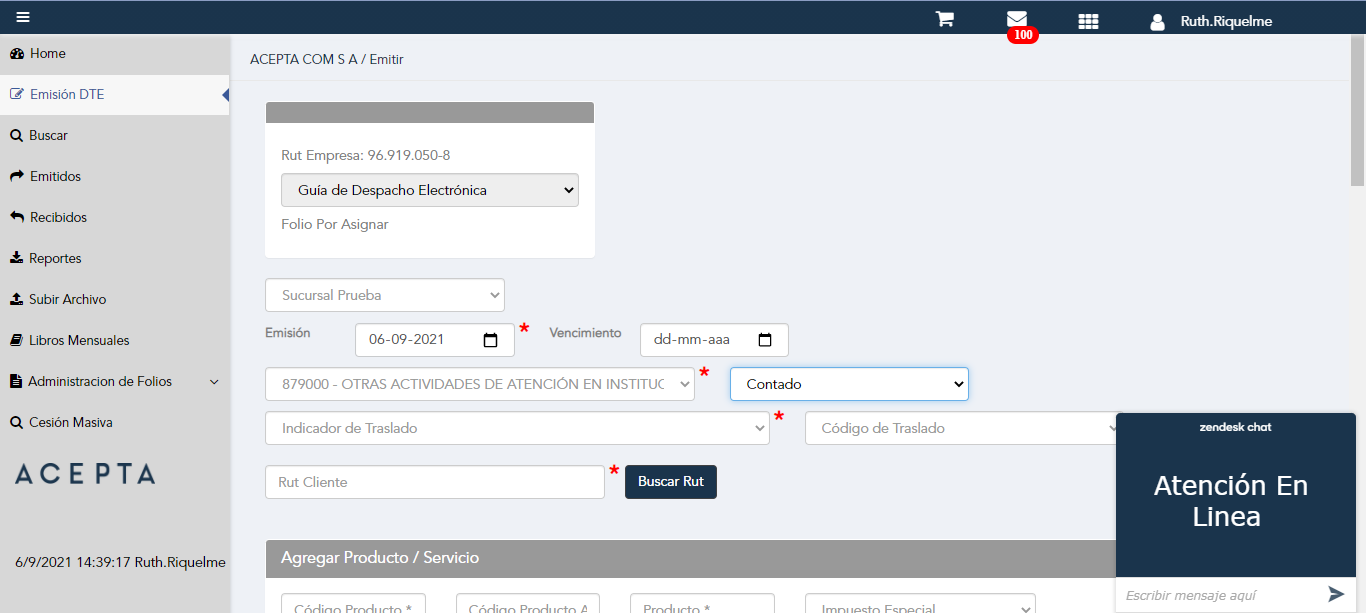 100
Ruth.Riquelme
Home
Emisión DTE
Buscar
Emitidos
Recibidos
Reportes
Subir Archivo
Libros Mensuales
Administracion de Folios
Cesión Masiva
ACEPTA
6/9/2021 14:39:17 Ruth.Riquelme
ACEPTA COM S A / Emitir
Rut Empresa: 96.919.050-8
Guía de Despacho Electrónica
Folio Por Asignar
Sucursal Prueba
Emisión 06-09-2021 * Vencimiento dd-mm-aaa
879000 - OTRAS ACTIVIDADES DE ATENCIÓN EN INSTITUC * Contado
Indicador de Traslado * Código de Traslado
Rut Cliente * Buscar Rut
Agregar Producto / Servicio
Código Producto * Código Producto A Producto * Impuesto Especial
zendesk chat
Atención En
Linea
Escribir mensaje aquí